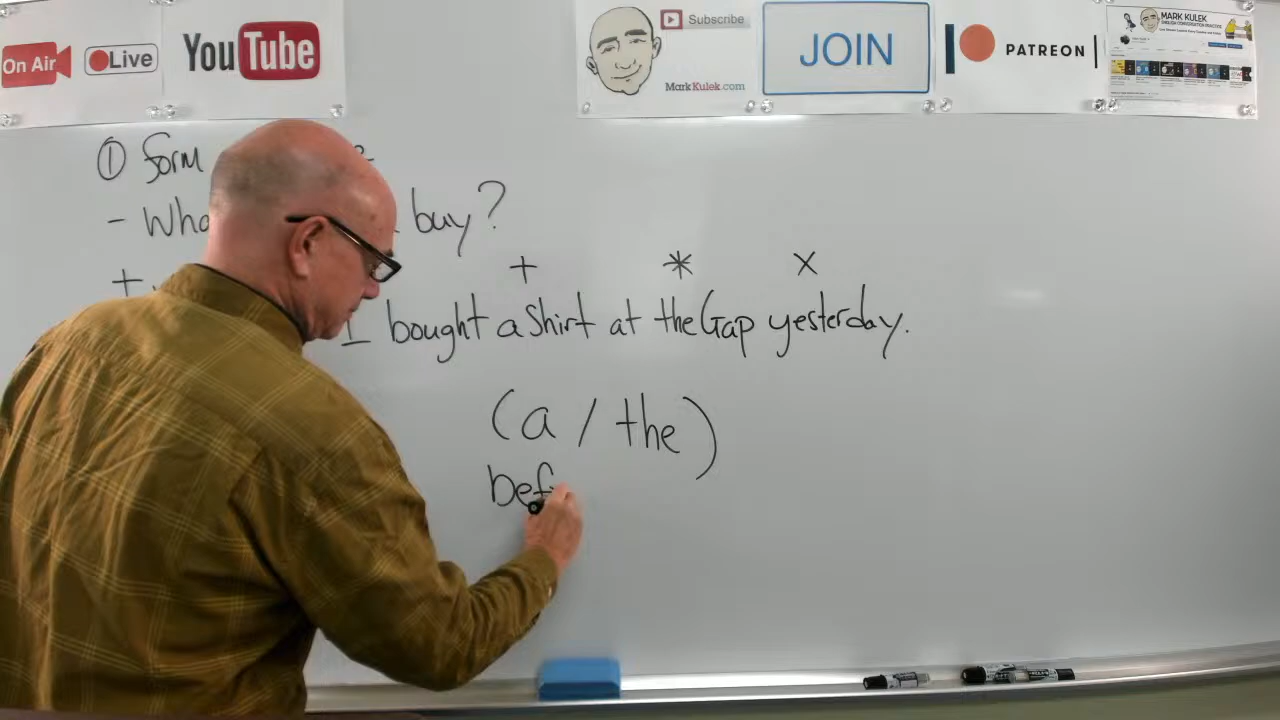 On Air
Live
YouTube
Subscribe
MarkKulek.com
JOIN
PATREON
MARK KULEK
① form
- buy?
+ + * x
I bought a shirt at the Gap yesterday.
(a / the)
bef